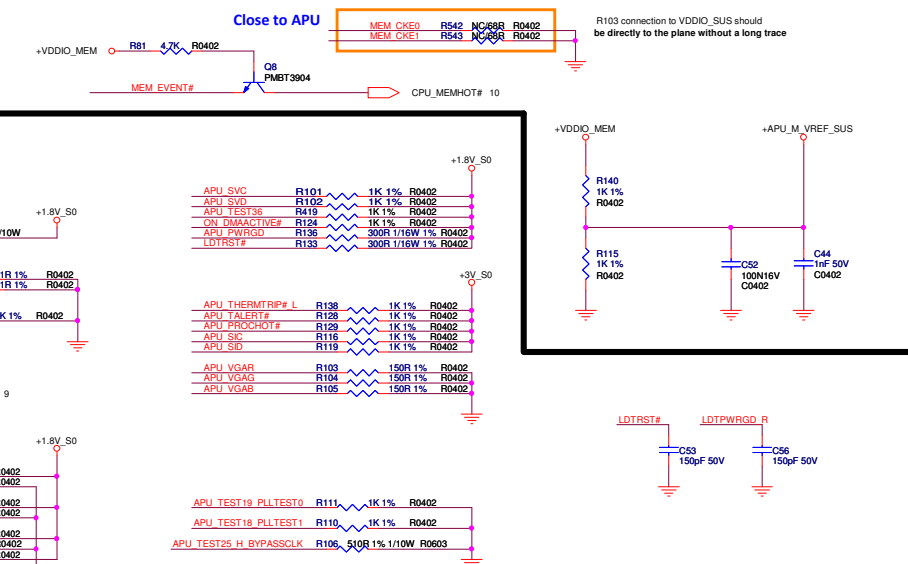 Close to APU
MEM_CKE0 R542 NC/68R R0402
MEM_CKE1 R543 NC/68R R0402
R103 connection to VDDIO_SUS should
be directly to the plane without a long trace
+VDDIO_MEM R81 4.7K R0402
Q8
PMBT3904
MEM_EVENT# CPU_MEMHOT# 10
+VDDIO_MEM +APU_M_VREF_SUS
R140
1K 1%
R0402
R115
1K 1%
R0402
C52
100N16V
C0402
C44
1nF 50V
C0402
+1.8V_S0
APU_SVC R101 1K 1% R0402
APU_SVD R102 1K 1% R0402
APU_TEST36 R419 1K 1% R0402
ON_DMAACTIVE# R124 1K 1% R0402
APU_PWRGD R136 300R 1/16W 1% R0402
LDTRST# R133 300R 1/16W 1% R0402
+1.8V_S0
/10W
1R 1% R0402
1R 1% R0402
K 1% R0402
+3V_S0
APU_THERMTRIP#_L R138 1K 1% R0402
APU_TALERT# R128 1K 1% R0402
APU_PROCHOT# R129 1K 1% R0402
APU_SIC R116 1K 1% R0402
APU_SID R119 1K 1% R0402
APU_VGAR R103 150R 1% R0402
APU_VGAG R104 150R 1% R0402
APU_VGAB R105 150R 1% R0402
9
LDTRST# LDTPWRGD_R
C53
150pF 50V
C56
150pF 50V
+1.8V_S0
0402
0402
0402
0402
0402
0402
0402
APU_TEST19_PLLTEST0 R111 1K 1% R0402
APU_TEST18_PLLTEST1 R110 1K 1% R0402
APU_TEST25_H_BYPASSCLK R106 510R 1% 1/10W R0603